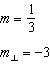 m = 1/3
m⊥ = −3